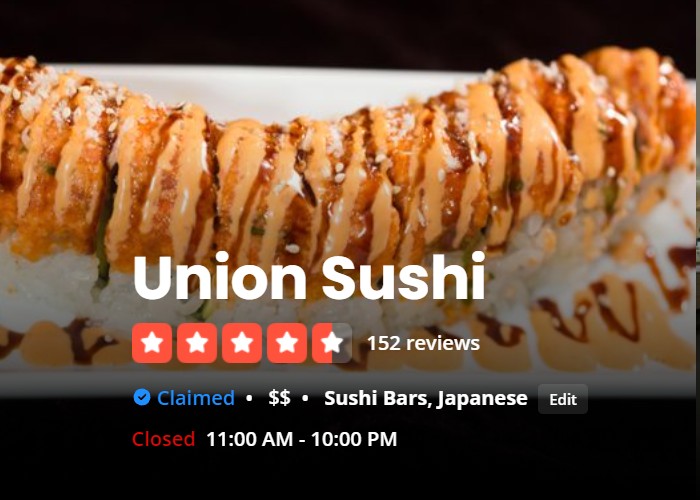 Union Sushi
152 reviews
Claimed • $$ • Sushi Bars, Japanese Edit
Closed 11:00 AM - 10:00 PM